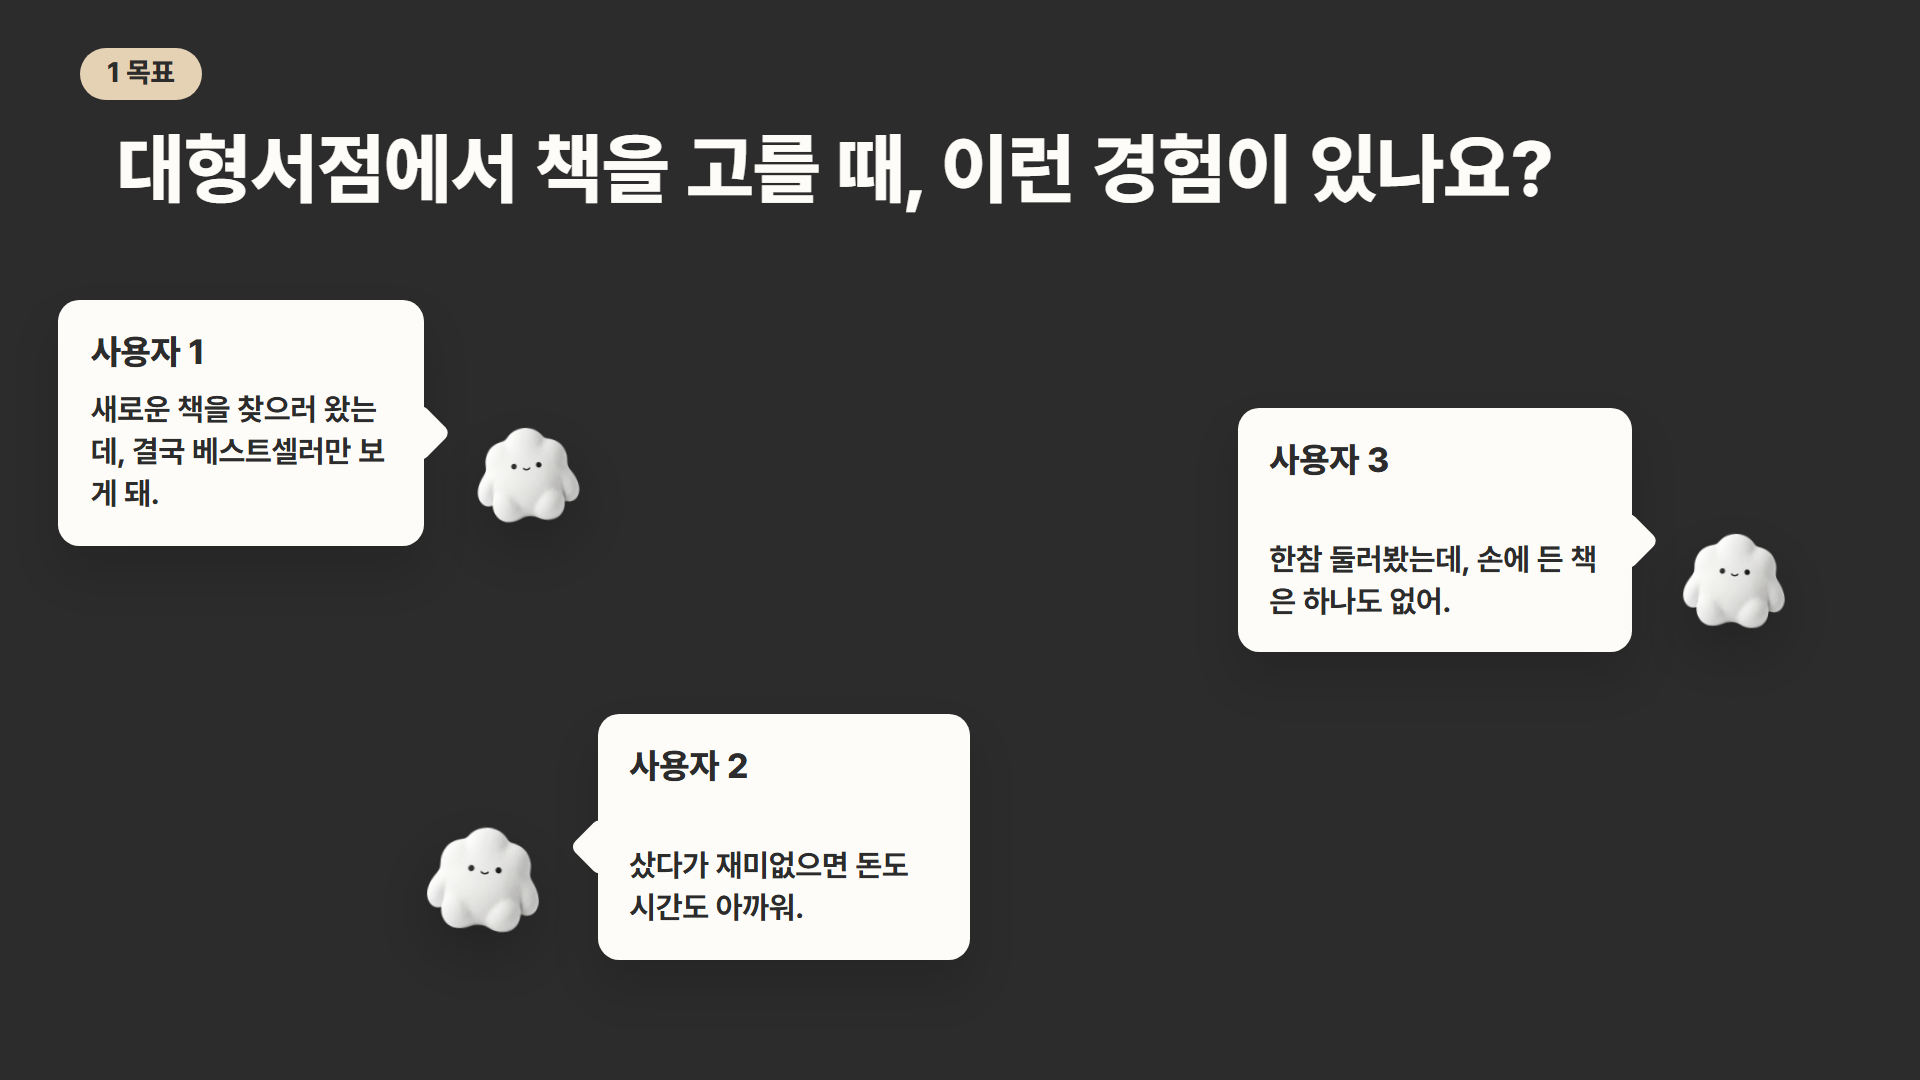 1 목표
대형서점에서 책을 고를 때, 이런 경험이 있나요?
사용자 1
새로운 책을 찾으러 왔는
데, 결국 베스트셀러만 보
게 돼.
사용자 3
한참 둘러봤는데, 손에 든 책
은 하나도 없어.
사용자 2
샀다가 재미없으면 돈도
시간도 아까워.